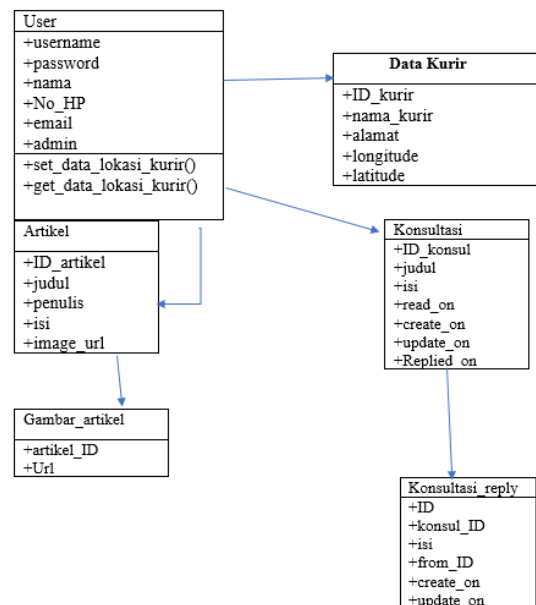 User
+username
+password
+nama
+No_HP
+email
+admin
+set_data_lokasi_kurir()
+get_data_lokasi_kurir()
Data Kurir
+ID_kurir
+nama_kurir
+alamat
+longitude
+latitude
Artikel
+ID_artikel
+judul
+penulis
+isi
+image_url
Konsultasi
+ID_konsul
+judul
+isi
+read_on
+create_on
+update_on
+Replied_on
Gambar_artikel
+artikel_ID
+Url
Konsultasi_reply
+ID
+konsul_ID
+isi
+from_ID
+create_on
+update_on